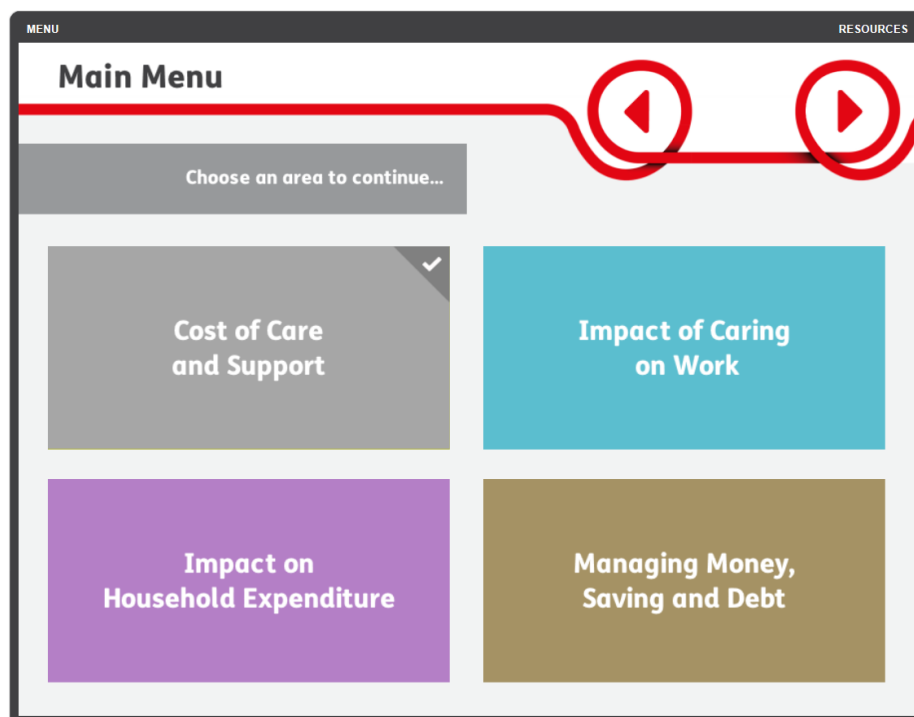 MENU
RESOURCES
Main Menu
Choose an area to continue...
Cost of Care
and Support
Impact of Caring
on Work
Impact on
Household Expenditure
Managing Money,
Saving and Debt